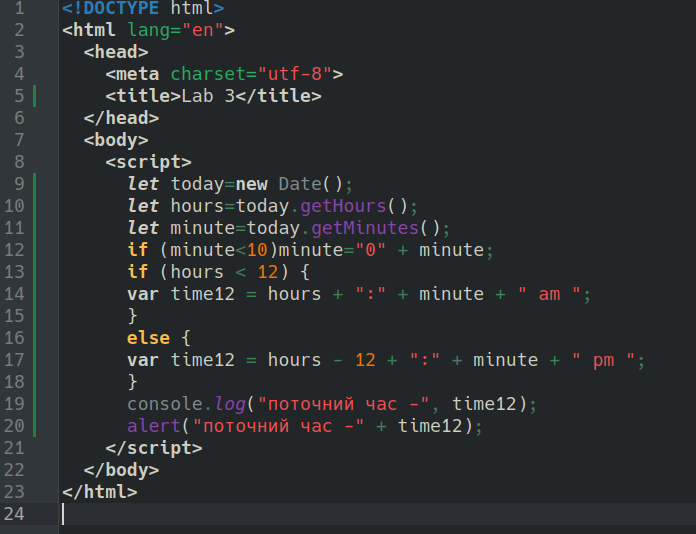 1 <!DOCTYPE html>
2 <html lang="en">
3 <head>
4 <meta charset="utf-8">
5 <title>Lab 3</title>
6 </head>
7 <body>
8 <script>
9 let today=new Date();
10 let hours=today.getHours();
11 let minute=today.getMinutes();
12 if (minute<10)minute="0" + minute;
13 if (hours < 12) {
14 var time12 = hours + ":" + minute + " am ";
15 }
16 else {
17 var time12 = hours - 12 + ":" + minute + " pm ";
18 }
19 console.log("поточний час -", time12);
20 alert("поточний час -" + time12);
21 </script>
22 </body>
23 </html>
24